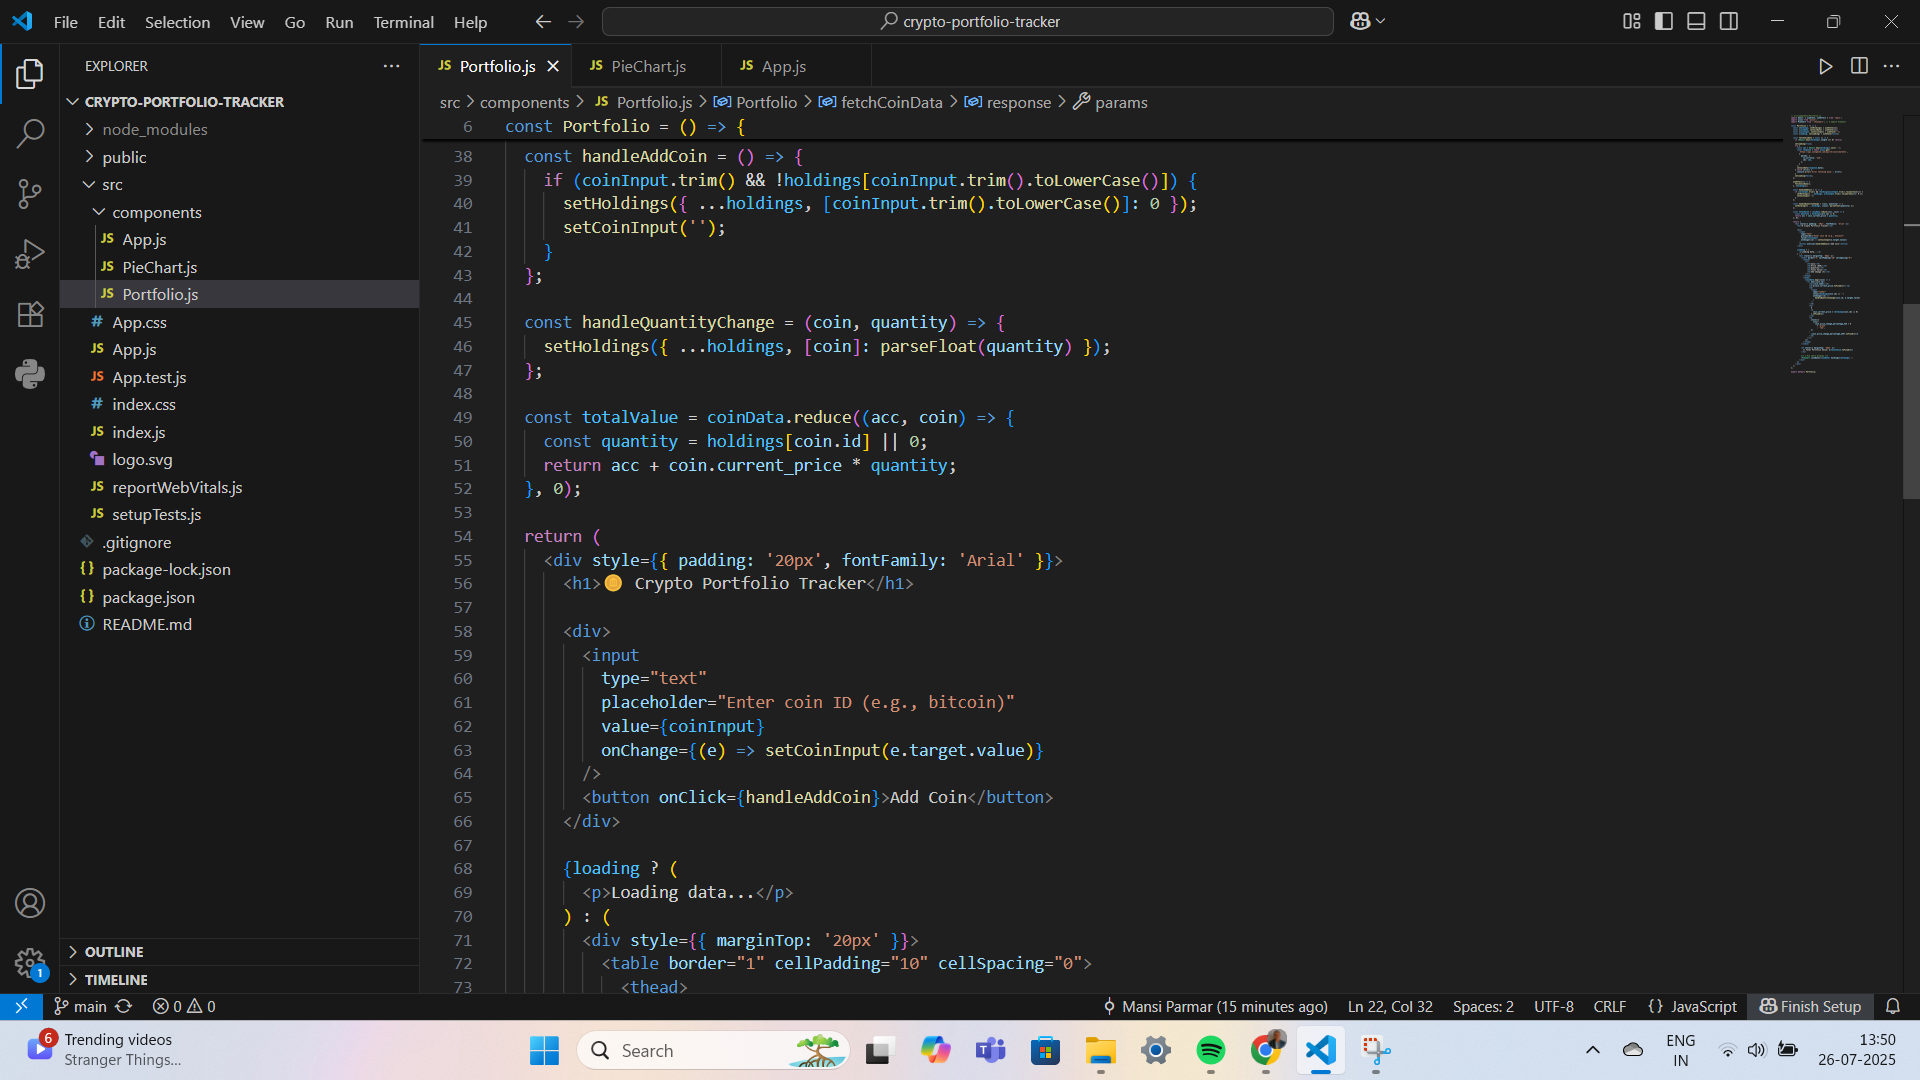 File Edit Selection View Go Run Terminal Help
crypto-portfolio-tracker
EXPLORER
CRYPTO-PORTFOLIO-TRACKER
node_modules
public
src
components
JS App.js
JS PieChart.js
JS Portfolio.js
# App.css
JS App.js
JS App.test.js
# index.css
JS index.js
logo.svg
JS reportWebVitals.js
JS setupTests.js
.gitignore
{} package-lock.json
{} package.json
README.md
OUTLINE
TIMELINE
1
JS Portfolio.js JS PieChart.js JS App.js
src > components > JS Portfolio.js > Portfolio > fetchCoinData > response > params
6 const Portfolio = () => {
38 const handleAddCoin = () => {
39 if (coinInput.trim() && !holdings[coinInput.trim().toLowerCase()]) {
40 setHoldings({ ...holdings, [coinInput.trim().toLowerCase()]: 0 });
41 setCoinInput('');
42 }
43 };
44
45 const handleQuantityChange = (coin, quantity) => {
46 setHoldings({ ...holdings, [coin]: parseFloat(quantity) });
47 };
48
49 const totalValue = coinData.reduce((acc, coin) => {
50 const quantity = holdings[coin.id] || 0;
51 return acc + coin.current_price * quantity;
52 }, 0);
53
54 return (
55 <div style={{ padding: '20px', fontFamily: 'Arial' }}>
56 <h1>🪙 Crypto Portfolio Tracker</h1>
57
58 <div>
59 <input
60 type="text"
61 placeholder="Enter coin ID (e.g., bitcoin)"
62 value={coinInput}
63 onChange={(e) => setCoinInput(e.target.value)}
64 />
65 <button onClick={handleAddCoin}>Add Coin</button>
66 </div>
67
68 {loading ? (
69 <p>Loading data...</p>
70 ) : (
71 <div style={{ marginTop: '20px' }}>
72 <table border="1" cellPadding="10" cellSpacing="0">
73 <thead>
main 0 0 Mansi Parmar (15 minutes ago) Ln 22, Col 32 Spaces: 2 UTF-8 CRLF {} JavaScript Finish Setup
6 Trending videos
Stranger Things...
Search
ENG
IN
13:50
26-07-2025